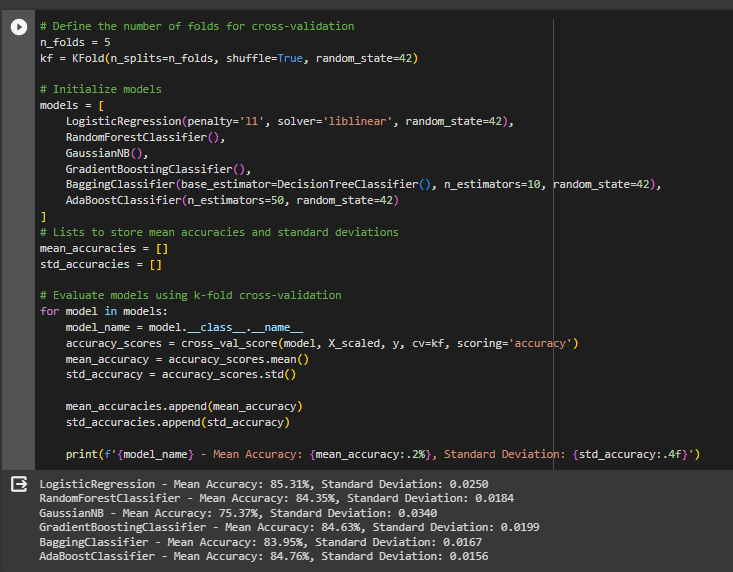 # Define the number of folds for cross-validation
n_folds = 5
kf = KFold(n_splits=n_folds, shuffle=True, random_state=42)
# Initialize models
models = [
LogisticRegression(penalty='l1', solver='liblinear', random_state=42),
RandomForestClassifier(),
GaussianNB(),
GradientBoostingClassifier(),
BaggingClassifier(base_estimator=DecisionTreeClassifier(), n_estimators=10, random_state=42),
AdaBoostClassifier(n_estimators=50, random_state=42)
]
# Lists to store mean accuracies and standard deviations
mean_accuracies = []
std_accuracies = []
# Evaluate models using k-fold cross-validation
for model in models:
model_name = model.__class__.__name__
accuracy_scores = cross_val_score(model, X_scaled, y, cv=kf, scoring='accuracy')
mean_accuracy = accuracy_scores.mean()
std_accuracy = accuracy_scores.std()
mean_accuracies.append(mean_accuracy)
std_accuracies.append(std_accuracy)
print(f'{model_name} - Mean Accuracy: {mean_accuracy:.2%}, Standard Deviation: {std_accuracy:.4f}')
LogisticRegression - Mean Accuracy: 85.31%, Standard Deviation: 0.0250
RandomForestClassifier - Mean Accuracy: 84.35%, Standard Deviation: 0.0184
GaussianNB - Mean Accuracy: 75.37%, Standard Deviation: 0.0340
GradientBoostingClassifier - Mean Accuracy: 84.63%, Standard Deviation: 0.0199
BaggingClassifier - Mean Accuracy: 83.95%, Standard Deviation: 0.0167
AdaBoostClassifier - Mean Accuracy: 84.76%, Standard Deviation: 0.0156